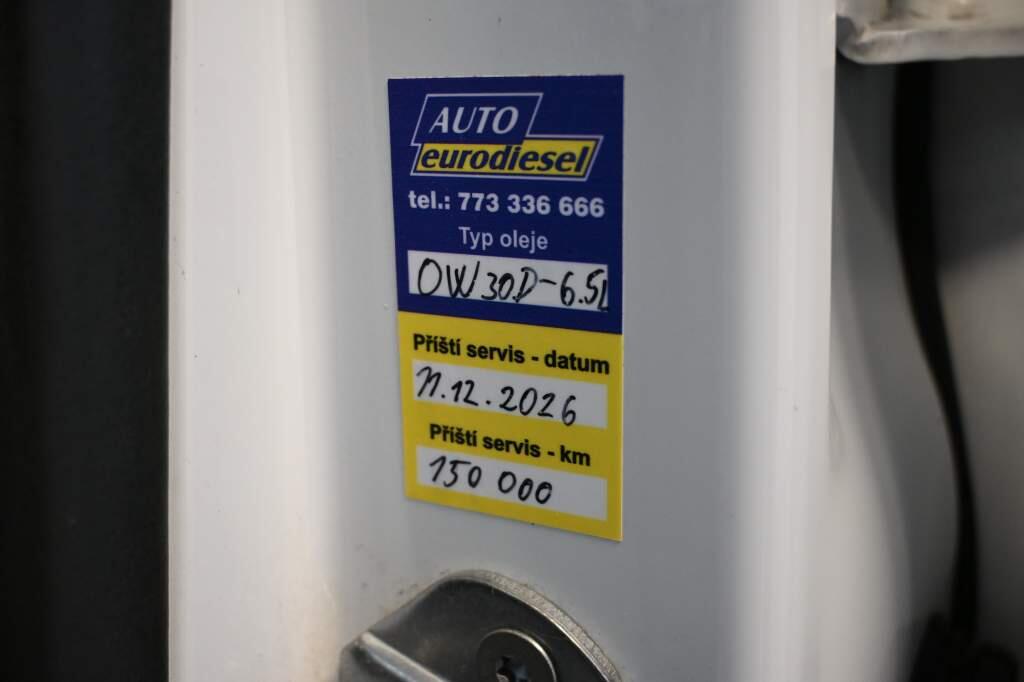 AUTO
eurodiesel
tel.: 773 336 666
Typ oleje
0W30D-6.5L
Příští servis - datum
11.12.2026
Příští servis - km
150 000